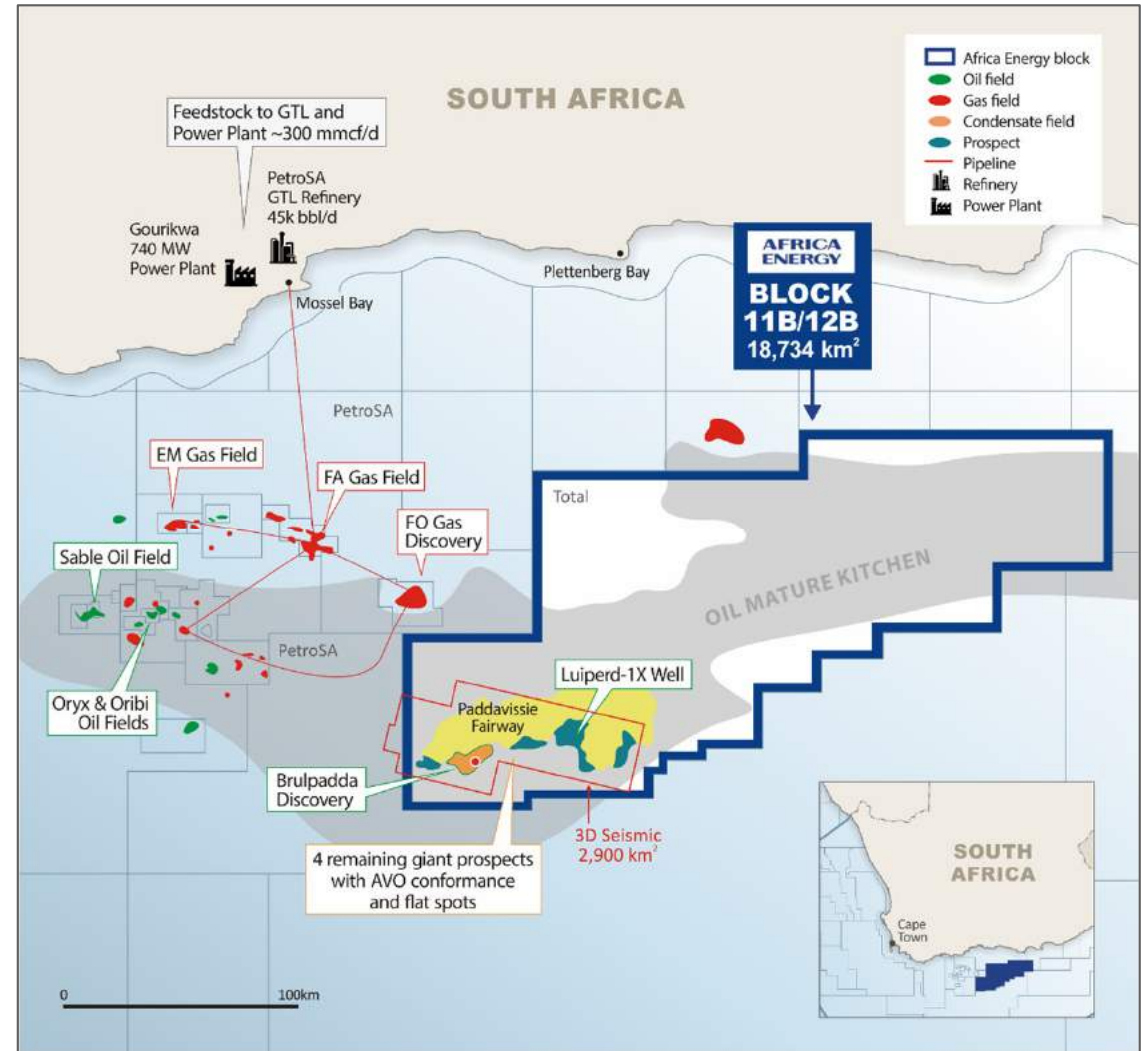 SOUTH AFRICA
Africa Energy block
Oil field
Gas field
Condensate field
Prospect
Pipeline
Refinery
Power Plant
Feedstock to GTL and
Power Plant ~300 mmcf/d
PetroSA
GTL Refinery
45k bbl/d
Gourikwa
740 MW
Power Plant
Mossel Bay
Plettenberg Bay
AFRICA
ENERGY
BLOCK
11B/12B
18,734 km²
PetroSA
EM Gas Field
FA Gas Field
FO Gas
Discovery
Total
Sable Oil Field
OIL MATURE KITCHEN
PetroSA
Oryx & Oribi
Oil Fields
Luiperd-1X Well
Paddavissie
Fairway
Brulpadda
Discovery
3D Seismic
2,900 km²
4 remaining giant prospects
with AVO conformance
and flat spots
SOUTH
AFRICA
Cape
Town
0 100km